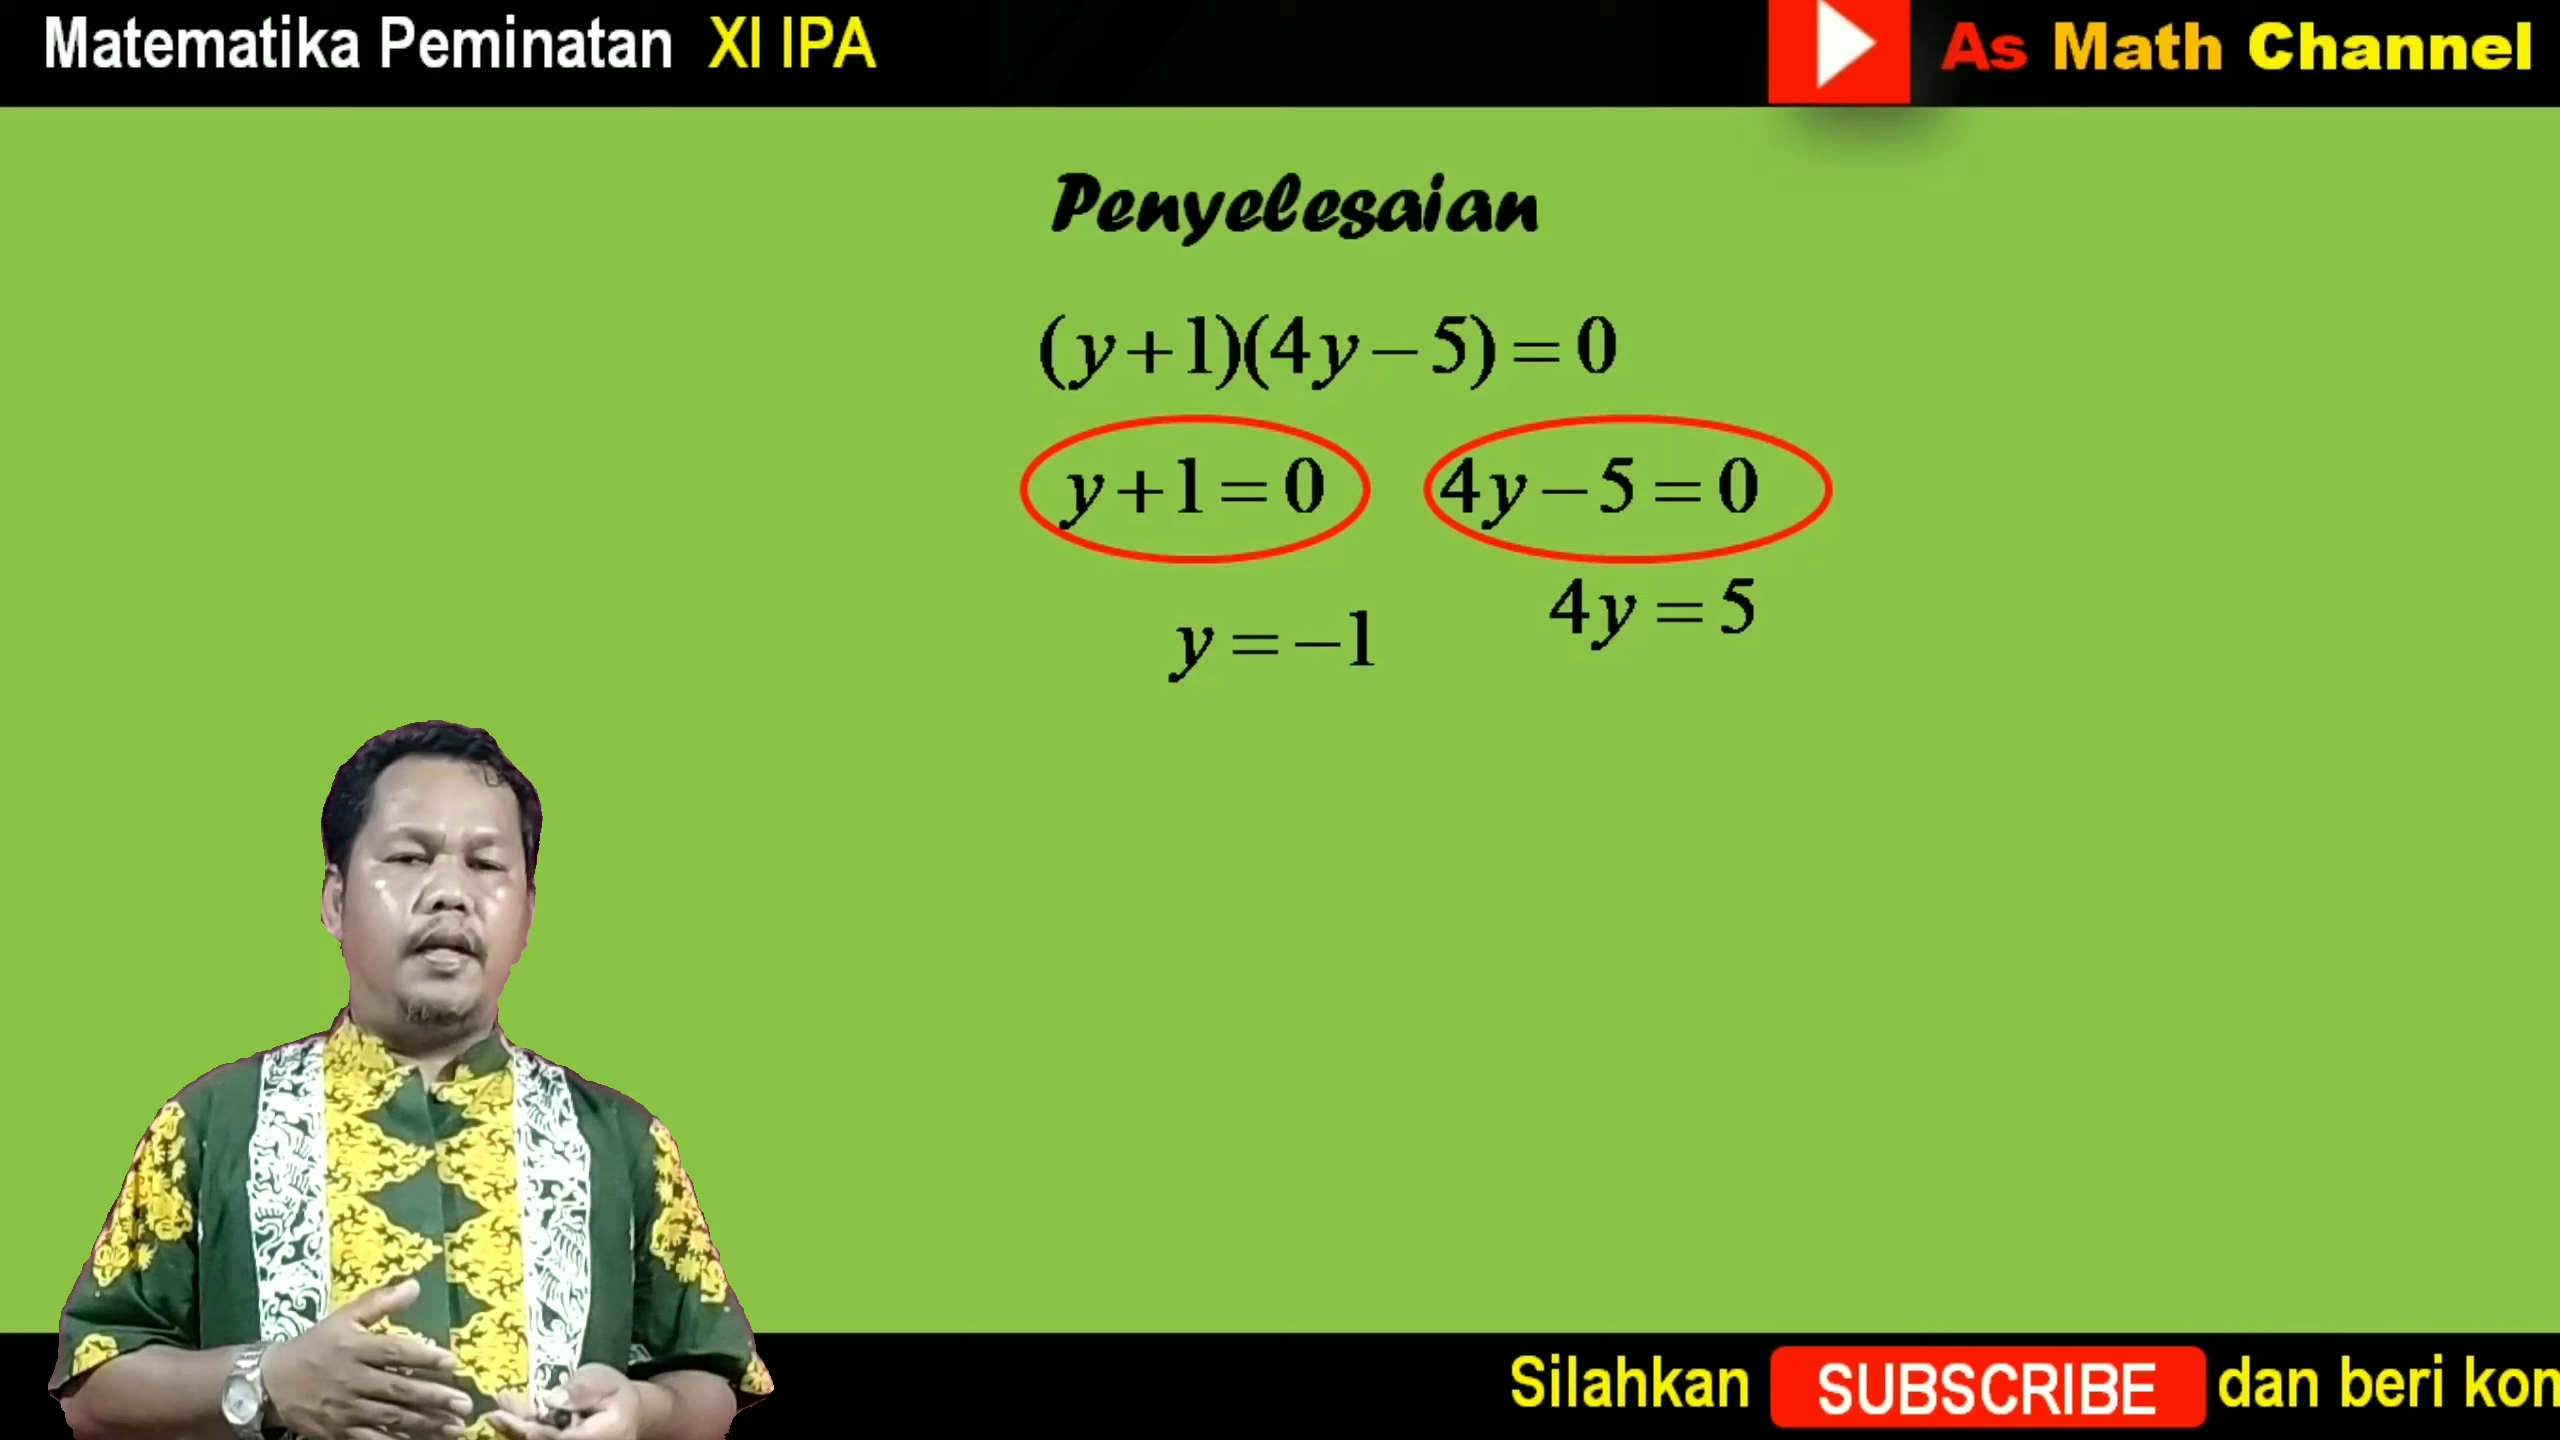 Matematika Peminatan XI IPA
As Math Channel
Penyelesaian
(y+1)(4y−5)=0
y+1=0 4y−5=0
4y=5
y=−1
Silahkan SUBSCRIBE dan beri kon